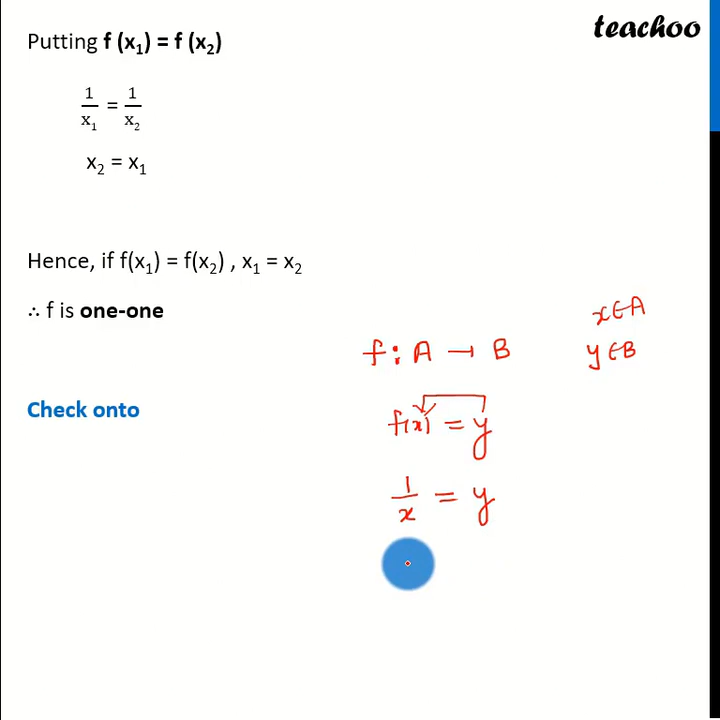 teachoo
Putting f (x₁) = f (x₂)
1/x₁ = 1/x₂
x₂ = x₁
Hence, if f(x₁) = f(x₂) , x₁ = x₂
∴ f is one-one
x∈A
f : A → B
y∈B
Check onto
f(x) = y
1/x = y